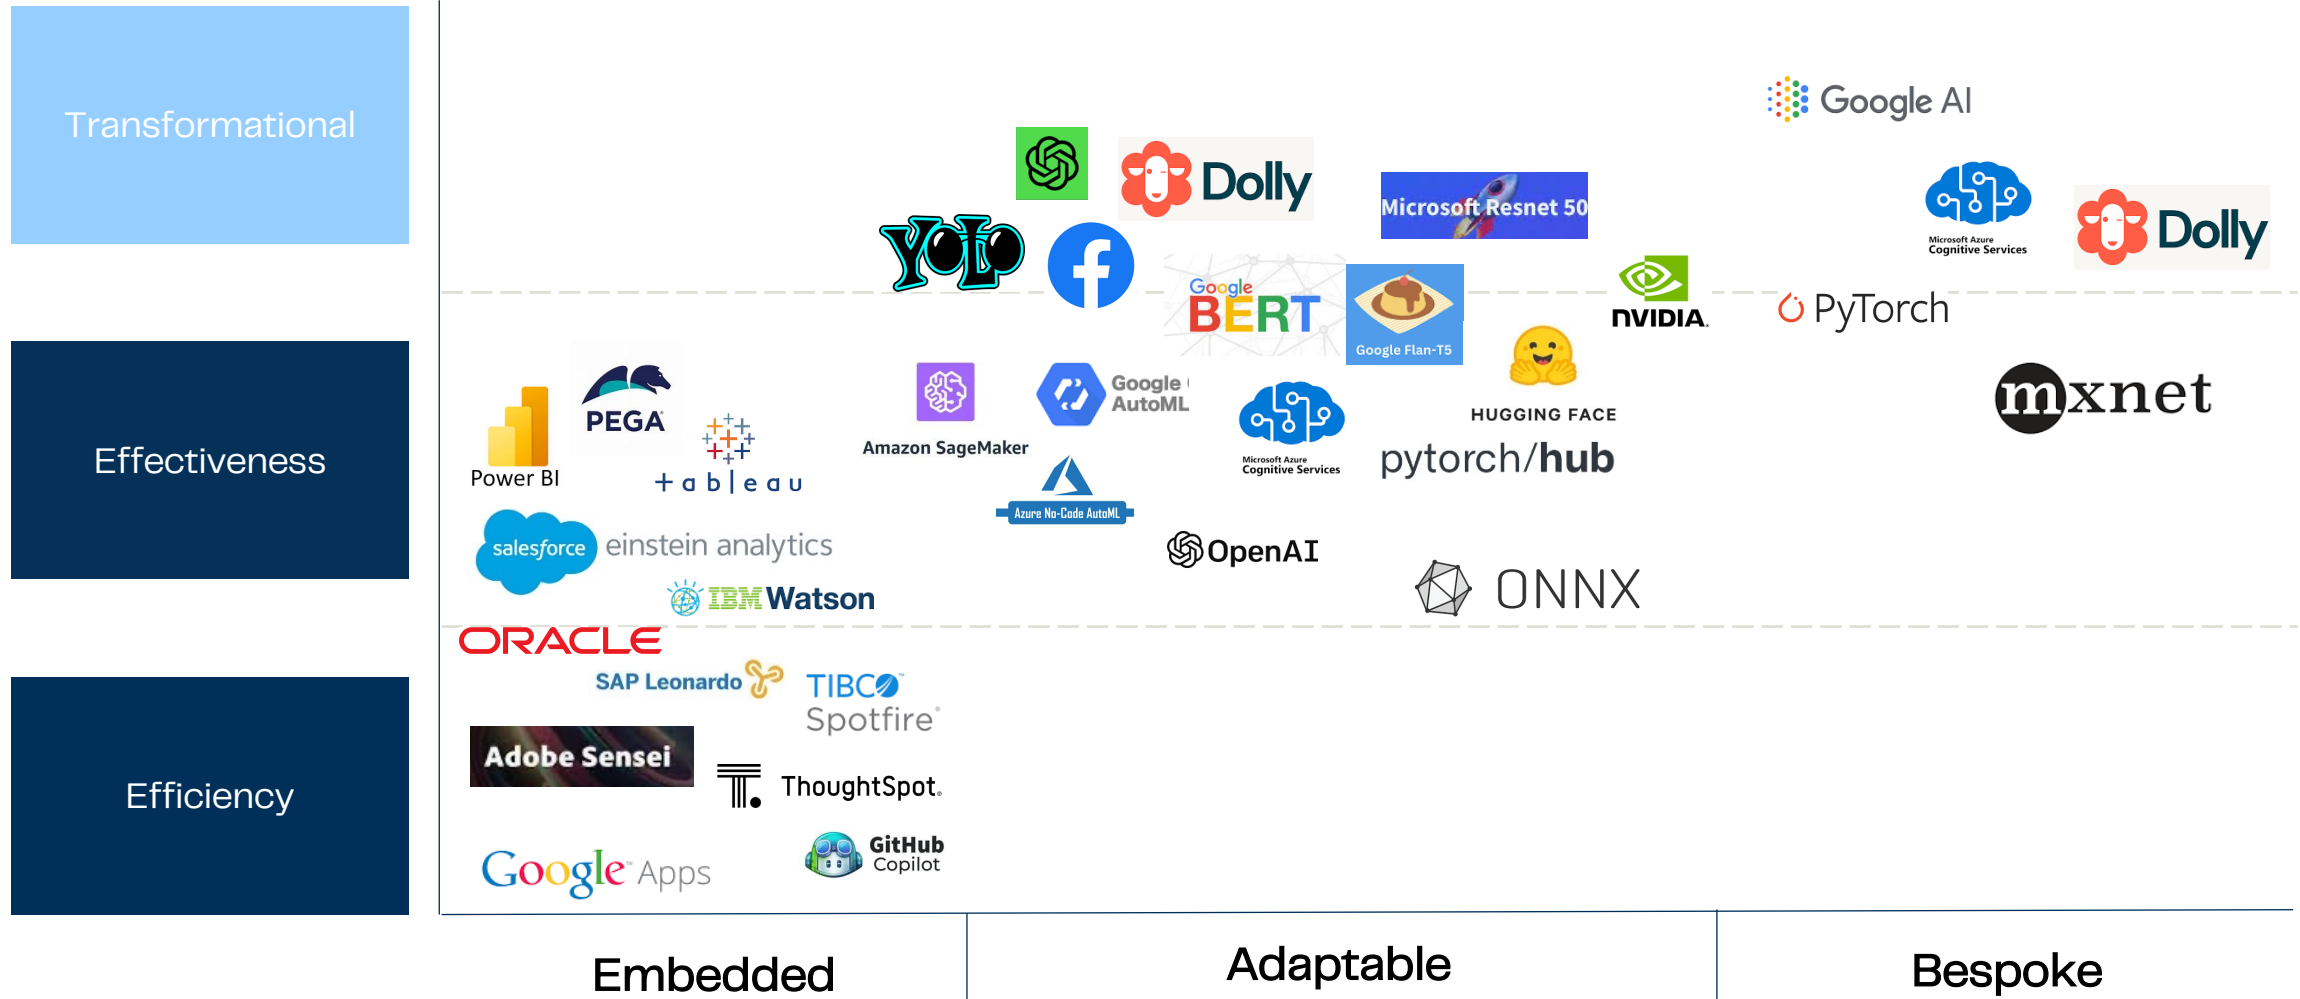 Transformational
Google AI
Dolly
Microsoft Resnet 50
YOLO
Microsoft Azure
Cognitive Services
Dolly
Google
BERT
Google Flan-T5
NVIDIA.
PyTorch
Effectiveness
Power BI
PEGA
+ableau
Amazon SageMaker
Google
AutoML
Azure No-Code AutoML
Microsoft Azure
Cognitive Services
HUGGING FACE
pytorch/hub
mxnet
salesforce einstein analytics
IBM Watson
OpenAI
ONNX
ORACLE
Efficiency
SAP Leonardo
TIBCO™
Spotfire®
Adobe Sensei
T. ThoughtSpot®
Google™ Apps
GitHub
Copilot
Embedded
Adaptable
Bespoke